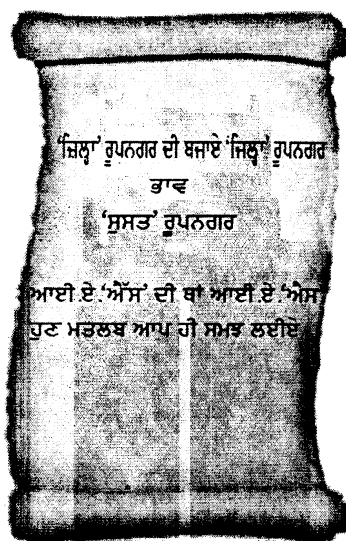 'ਜ਼ਿਲ੍ਹਾ' ਰੂਪਨਗਰ ਦੀ ਬਜਾਏ 'ਜਿਲ੍ਹਾ' ਰੂਪਨਗਰ
ਭਾਵ
'ਸੁਸਤ' ਰੂਪਨਗਰ
ਆਈ.ਏ.'ਐੱਸ' ਦੀ ਥਾਂ ਆਈ.ਏ.'ਐਸ'
ਹੁਣ ਮਤਲਬ ਆਪ ਹੀ ਸਮਝ ਲਈਏ